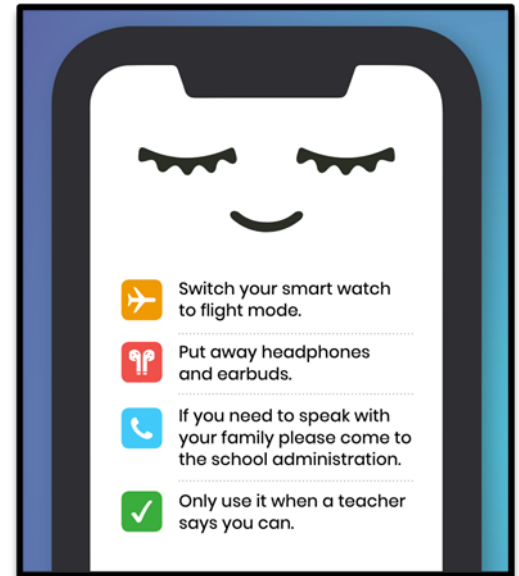 Switch your smart watch
to flight mode.
Put away headphones
and earbuds.
If you need to speak with
your family please come to
the school administration.
Only use it when a teacher
says you can.